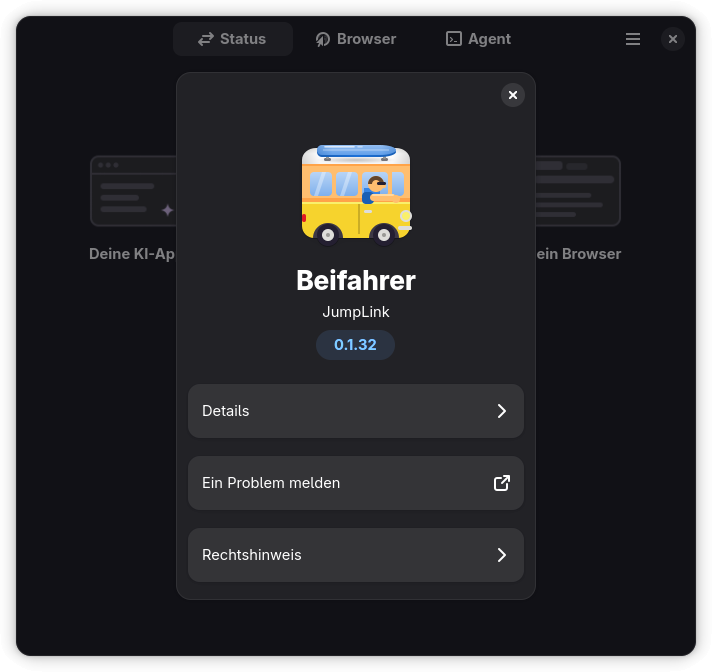 Status
Browser
Agent
Deine KI-Ap
ein Browser
Beifahrer
JumpLink
0.1.32
Details
Ein Problem melden
Rechtshinweis